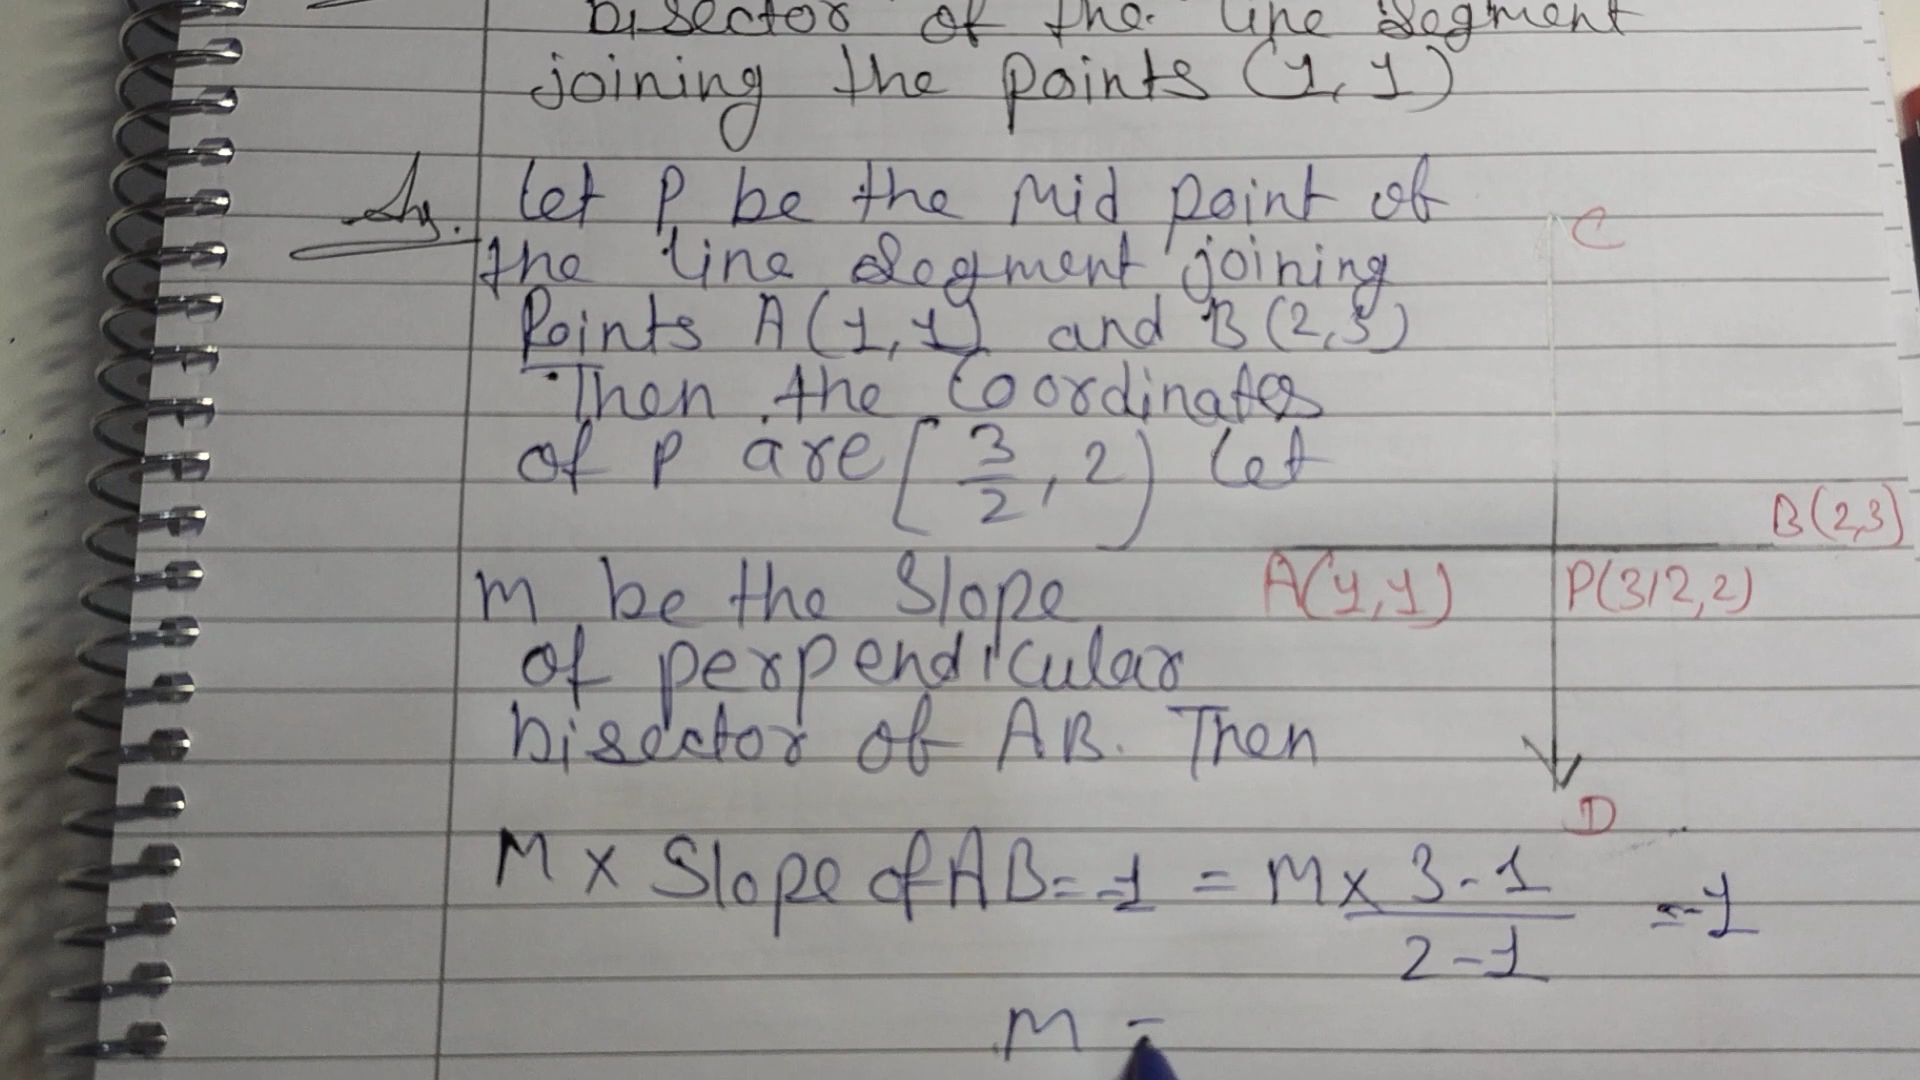 bisector of the line segment
joining the points (1, 1)
Ans. Let P be the Mid point of
the line segment joining
Points A(1, 1) and B(2,3)
Then the Coordinates
of P are [3/2, 2) Let
m be the Slope
of perpendicular
bisector of AB. Then
M x Slope of AB = -1 = M x 3-1/2-1 = -1
M =
C
B(2,3)
A(1,1)
P(3/2,2)
D